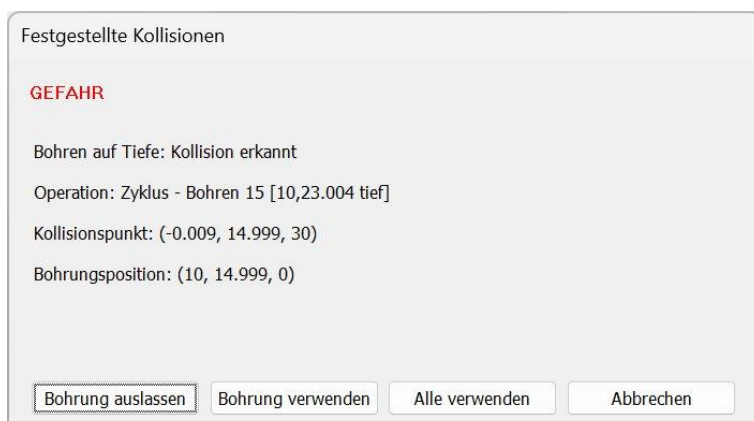 Festgestellte Kollisionen
GEFAHR
Bohren auf Tiefe: Kollision erkannt
Operation: Zyklus - Bohren 15 [10,23.004 tief]
Kollisionspunkt: (-0.009, 14.999, 30)
Bohrungsposition: (10, 14.999, 0)
Bohrung auslassen Bohrung verwenden Alle verwenden Abbrechen